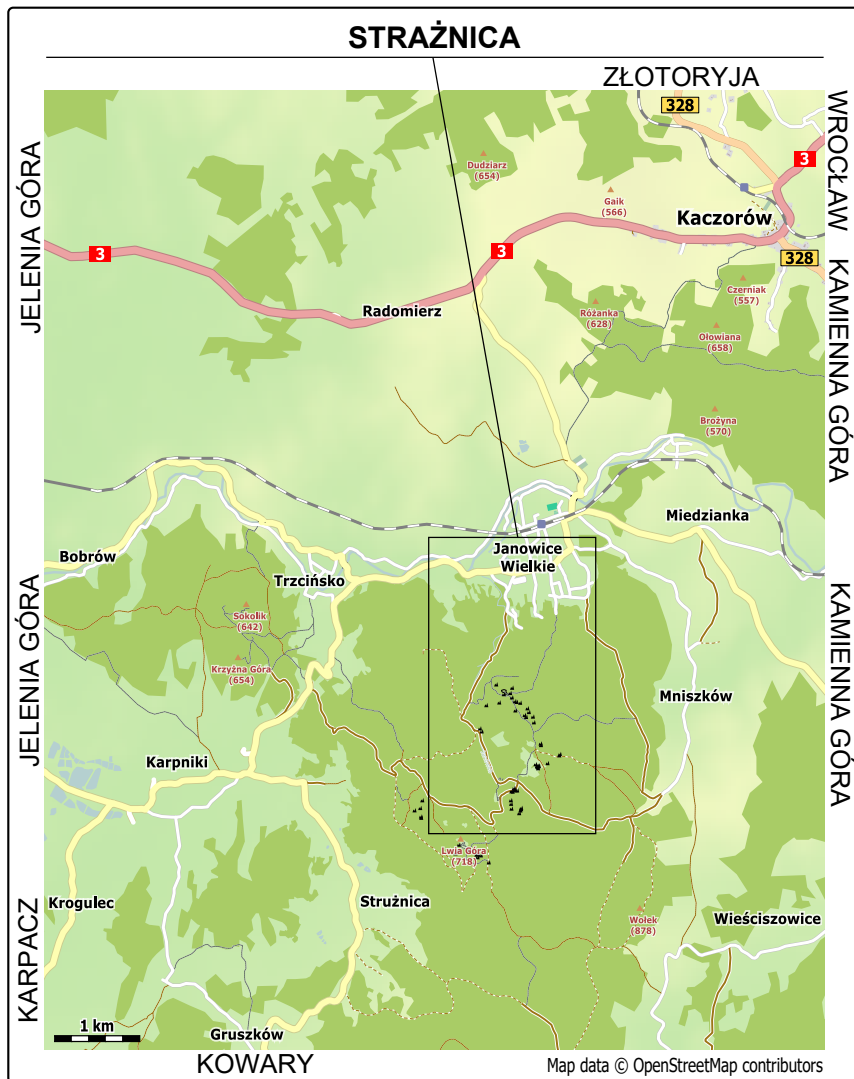 STRAŻNICA
ZŁOTORYJA
328
WROCŁAW
3
Dudziarz
(654)
Gaik
(566)
Kaczorów
JELENIA GÓRA
3
3
328
Czerniak
(557)
KAMIENNA GÓRA
Radomierz
Różanka
(628)
Ołowiana
(658)
Brożyna
(570)
Miedzianka
Bobrów
Janowice
Wielkie
Trzcińsko
JELENIA GÓRA
KAMIENNA GÓRA
Sokolik
(642)
Krzyżna Góra
(654)
Mniszków
Karpniki
Lwia Góra
(718)
KARPACZ
Krogulec
Strużnica
Wołek
(878)
Wieściszowice
1 km
Gruszków
KOWARY
Map data © OpenStreetMap contributors